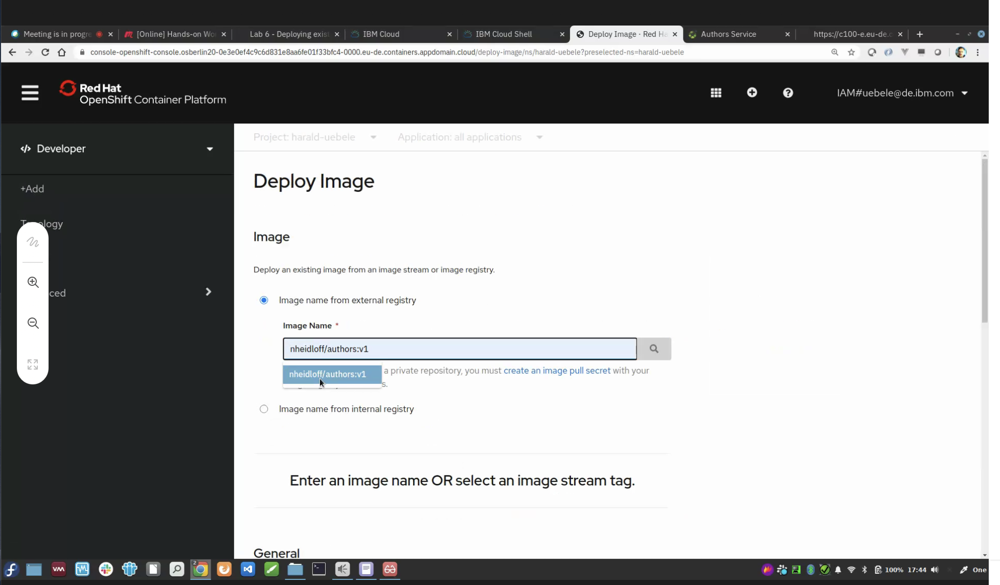 Meeting is in progre
[Online] Hands-on Wo
Lab 6 - Deploying exist
IBM Cloud
IBM Cloud Shell
Deploy Image · Red Ha
Authors Service
https://c100-e.eu-de.c
console-openshift-console.osberlin20-0e3e0ef4c9c6d831e8aa6fe01f33bfc4-0000.eu-de.containers.appdomain.cloud/deploy-image/ns/harald-uebele?preselected-ns=harald-uebele
Red Hat
OpenShift Container Platform
IAM#uebele@de.ibm.com
Developer
Project: harald-uebele
Application: all applications
+Add
Topology
ced
Deploy Image
Image
Deploy an existing image from an image stream or image registry.
Image name from external registry
Image Name *
nheidloff/authors:v1
nheidloff/authors:v1
a private repository, you must create an image pull secret with your
s.
Image name from internal registry
Enter an image name OR select an image stream tag.
General
2
100% 17:44
One